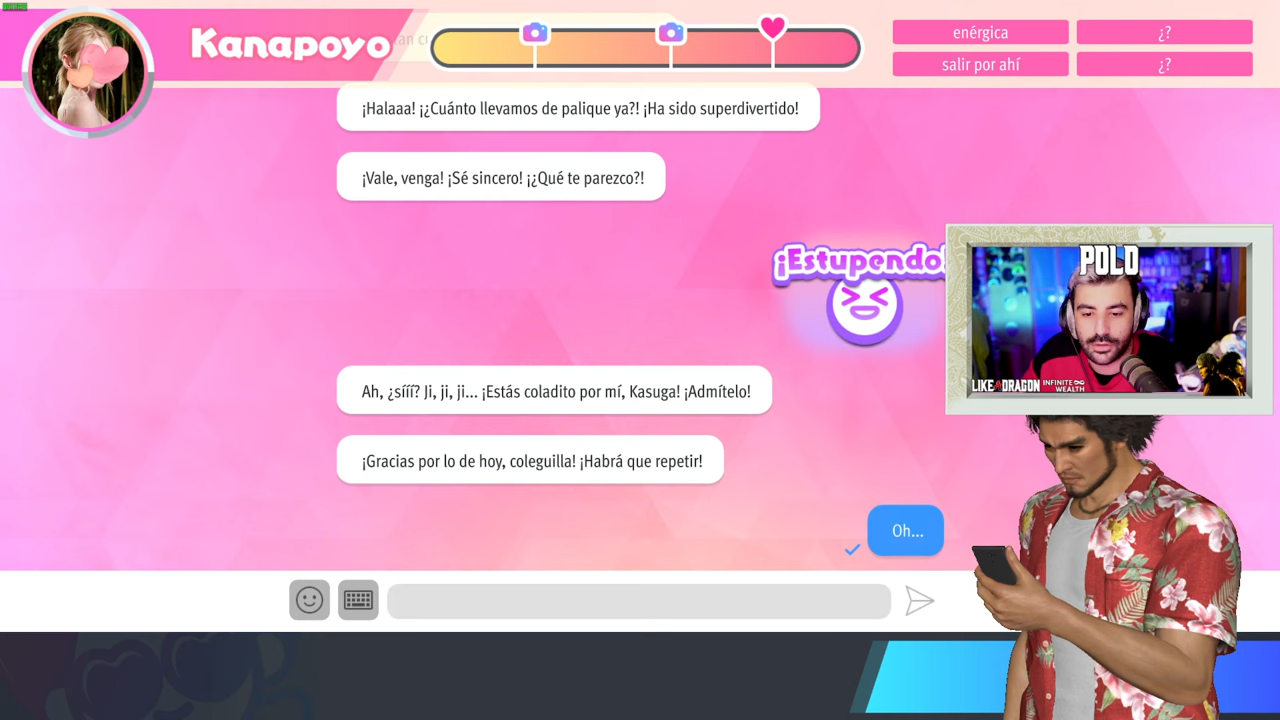 Kanapoyo
enérgica
¿?
salir por ahí
¿?
¡Halaaa! ¡¿Cuánto llevamos de palique ya?! ¡Ha sido superdivertido!
¡Vale, venga! ¡Sé sincero! ¡¿Qué te parezco?!
¡Estupendo!
POLO
LIKE A DRAGON INFINITE WEALTH
Ah, ¿sííí? Ji, ji, ji... ¡Estás coladito por mí, Kasuga! ¡Admítelo!
¡Gracias por lo de hoy, coleguilla! ¡Habrá que repetir!
Oh...